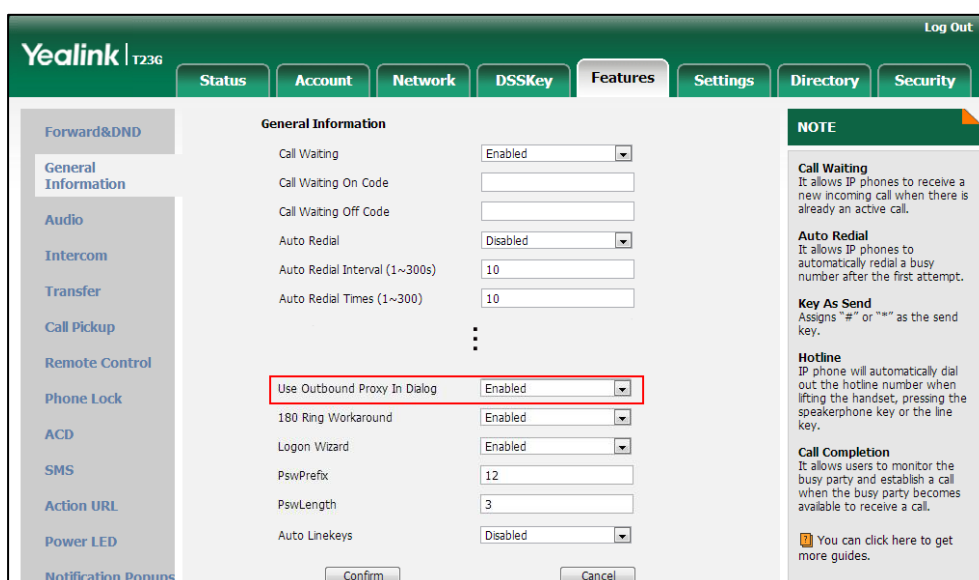 Log Out
Yealink T23G
Status Account Network DSSKey Features Settings Directory Security
Forward&DND
General
Information
Audio
Intercom
Transfer
Call Pickup
Remote Control
Phone Lock
ACD
SMS
Action URL
Power LED
Notification Popups
General Information
Call Waiting Enabled
Call Waiting On Code
Call Waiting Off Code
Auto Redial Disabled
Auto Redial Interval (1~300s) 10
Auto Redial Times (1~300) 10
Use Outbound Proxy In Dialog Enabled
180 Ring Workaround Enabled
Logon Wizard Enabled
PswPrefix 12
PswLength 3
Auto Linekeys Disabled
Confirm Cancel
NOTE
Call Waiting
It allows IP phones to receive a
new incoming call when there is
already an active call.
Auto Redial
It allows IP phones to
automatically redial a busy
number after the first attempt.
Key As Send
Assigns "#" or "*" as the send
key.
Hotline
IP phone will automatically dial
out the hotline number when
lifting the handset, pressing the
speakerphone key or the line
key.
Call Completion
It allows users to monitor the
busy party and establish a call
when the busy party becomes
available to receive a call.
You can click here to get
more guides.